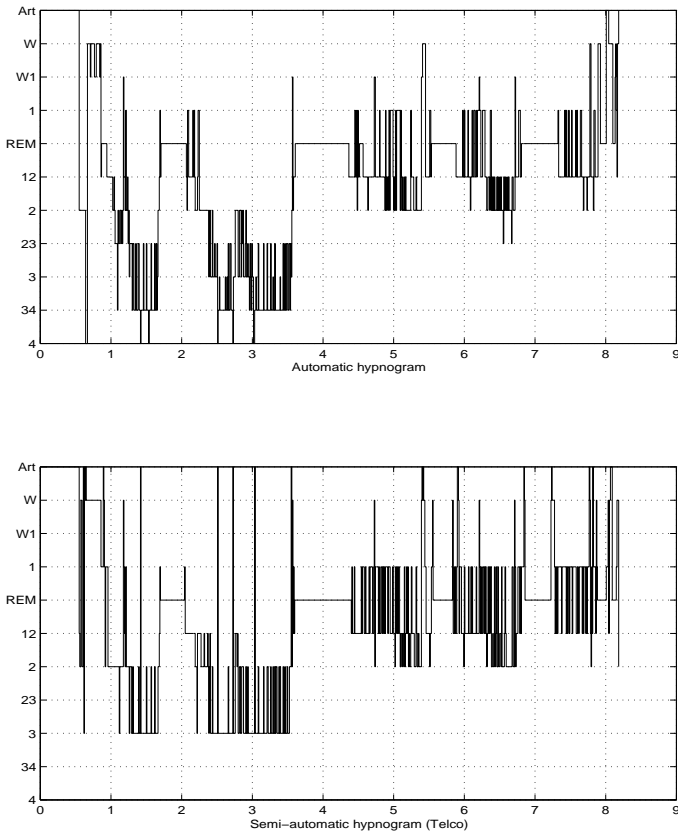 Art
W
W1
1
REM
12
2
23
3
34
4
0 1 2 3 4 5 6 7 8 9
Automatic hypnogram
Art
W
W1
1
REM
12
2
23
3
34
4
0 1 2 3 4 5 6 7 8 9
Semi−automatic hypnogram (Telco)